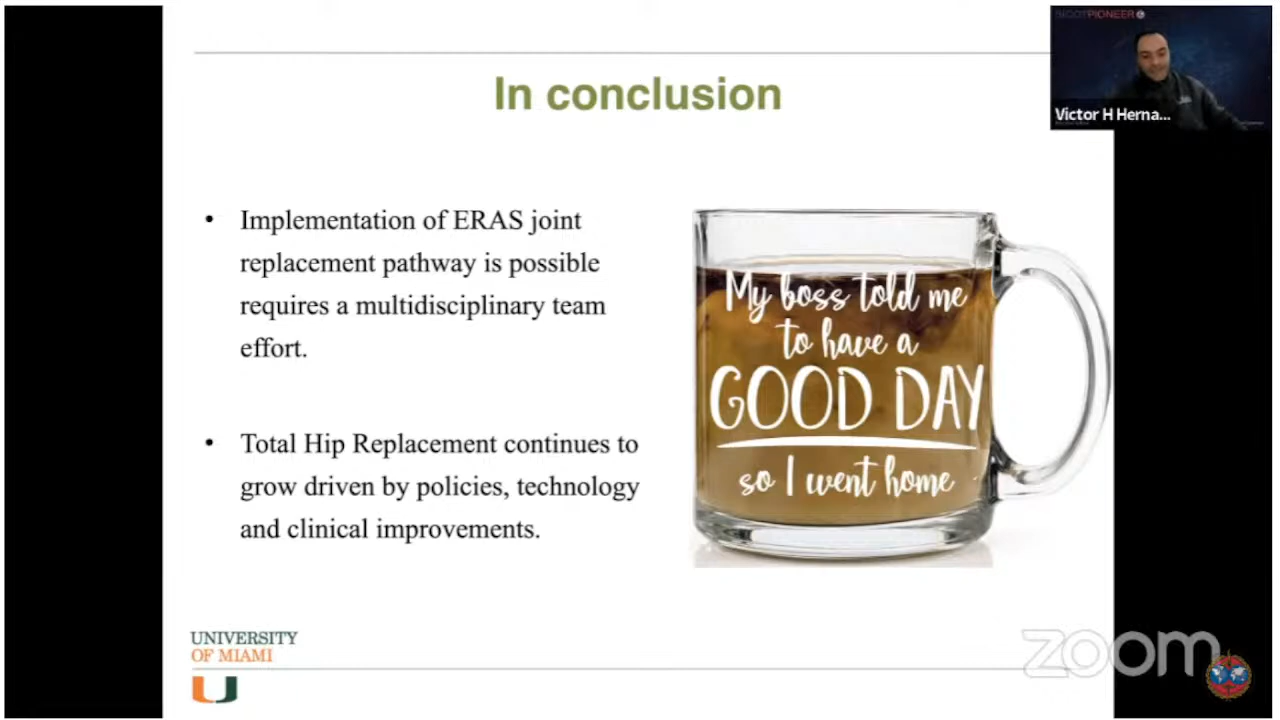 SICOTPIONEER
Victor H Herna...
In conclusion
• Implementation of ERAS joint
replacement pathway is possible
requires a multidisciplinary team
effort.
• Total Hip Replacement continues to
grow driven by policies, technology
and clinical improvements.
My boss told me
to have a
GOOD DAY
so I went home
UNIVERSITY
OF MIAMI
zoom